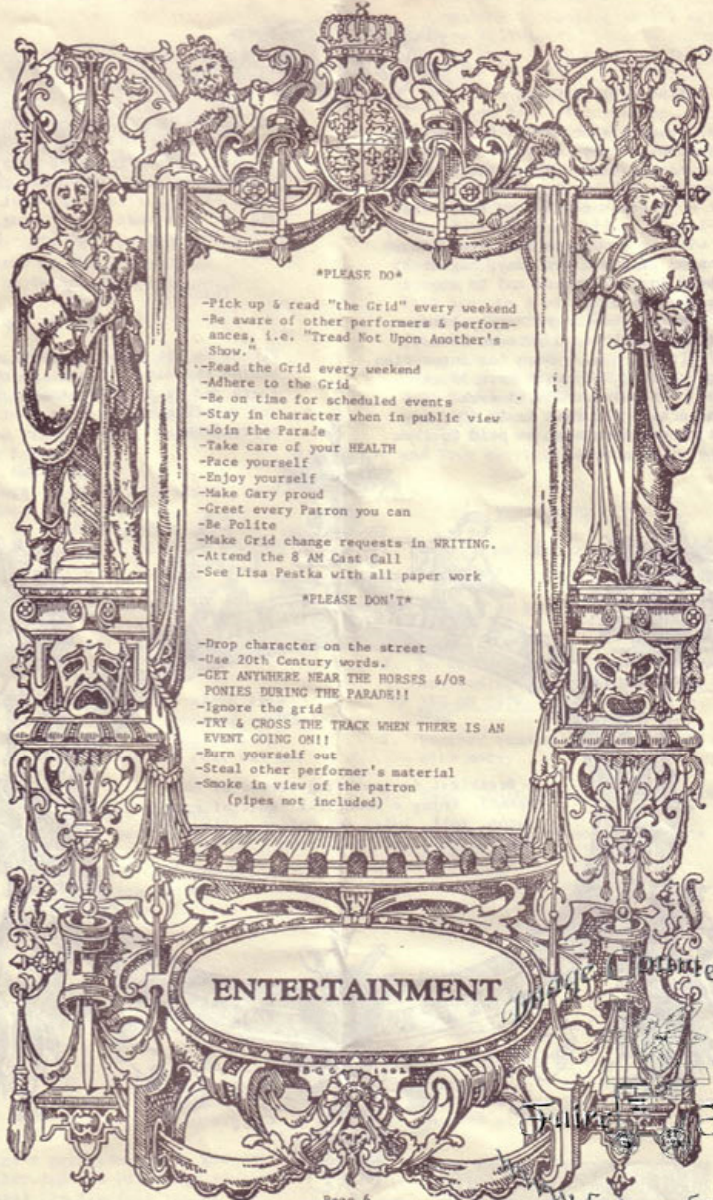 *PLEASE DO*
-Pick up & read "the Grid" every weekend
-Be aware of other performers & perform-
ances, i.e. "Tread Not Upon Another's
Show."
-Read the Grid every weekend
-Adhere to the Grid
-Be on time for scheduled events
-Stay in character when in public view
-Join the Parade
-Take care of your HEALTH
-Pace yourself
-Enjoy yourself
-Make Gary proud
-Greet every Patron you can
-Be Polite
-Make Grid change requests in WRITING.
-Attend the 8 AM Cast Call
-See Lisa Pestka with all paper work
*PLEASE DON'T*
-Drop character on the street
-Use 20th Century words.
-GET ANYWHERE NEAR THE HORSES &/OR
PONIES DURING THE PARADE!!
-Ignore the grid
-TRY & CROSS THE TRACK WHEN THERE IS AN
EVENT GOING ON!!
-Burn yourself out
-Steal other performer's material
-Smoke in view of the patron
(pipes not included)
ENTERTAINMENT
Image
Page 6